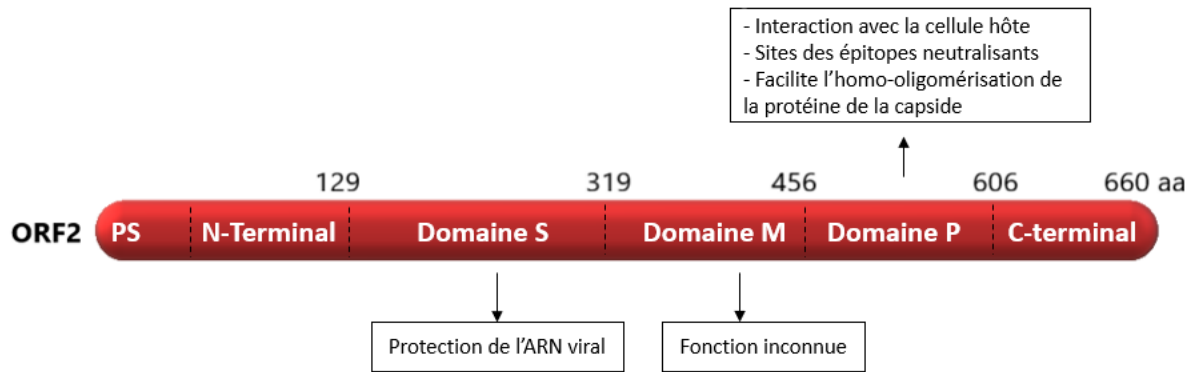 - Interaction avec la cellule hôte
- Sites des épitopes neutralisants
- Facilite l’homo-oligomérisation de
la protéine de la capside
129 319 456 606 660 aa
ORF2 PS N-Terminal Domaine S Domaine M Domaine P C-terminal
Protection de l’ARN viral Fonction inconnue